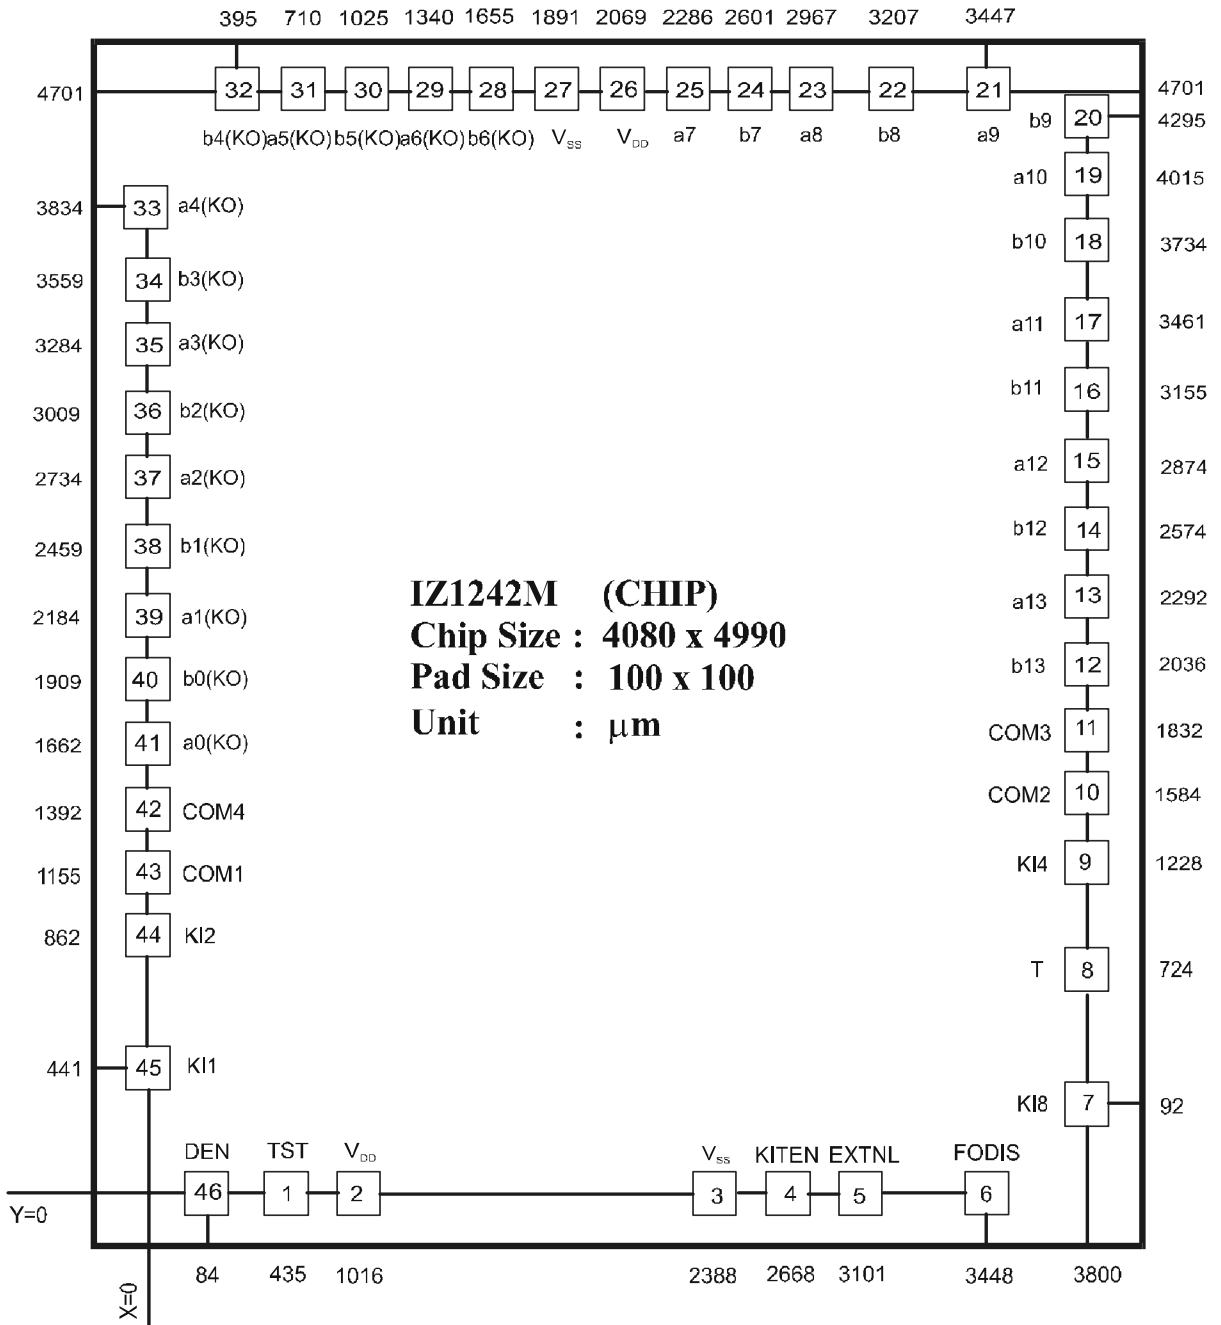 395 710 1025 1340 1655 1891 2069 2286 2601 2967 3207 3447
4701 32 31 30 29 28 27 26 25 24 23 22 21 4701
b4(KO) a5(KO) b5(KO) a6(KO) b6(KO) VSS VDD a7 b7 a8 b8 a9
b9 20 4295
a10 19 4015
3834 33 a4(KO)
b10 18 3734
3559 34 b3(KO)
a11 17 3461
3284 35 a3(KO)
b11 16 3155
3009 36 b2(KO)
a12 15 2874
2734 37 a2(KO)
b12 14 2574
2459 38 b1(KO)
IZ1242M (CHIP)
Chip Size : 4080 x 4990
Pad Size : 100 x 100
Unit : μm
a13 13 2292
2184 39 a1(KO)
b13 12 2036
1909 40 b0(KO)
COM3 11 1832
1662 41 a0(KO)
COM2 10 1584
1392 42 COM4
KI4 9 1228
1155 43 COM1
862 44 KI2
T 8 724
441 45 KI1
KI8 7 92
DEN TST VDD VSS KITEN EXTNL FODIS
46 1 2 3 4 5 6
Y=0
84 435 1016 2388 2668 3101 3448 3800
X=0